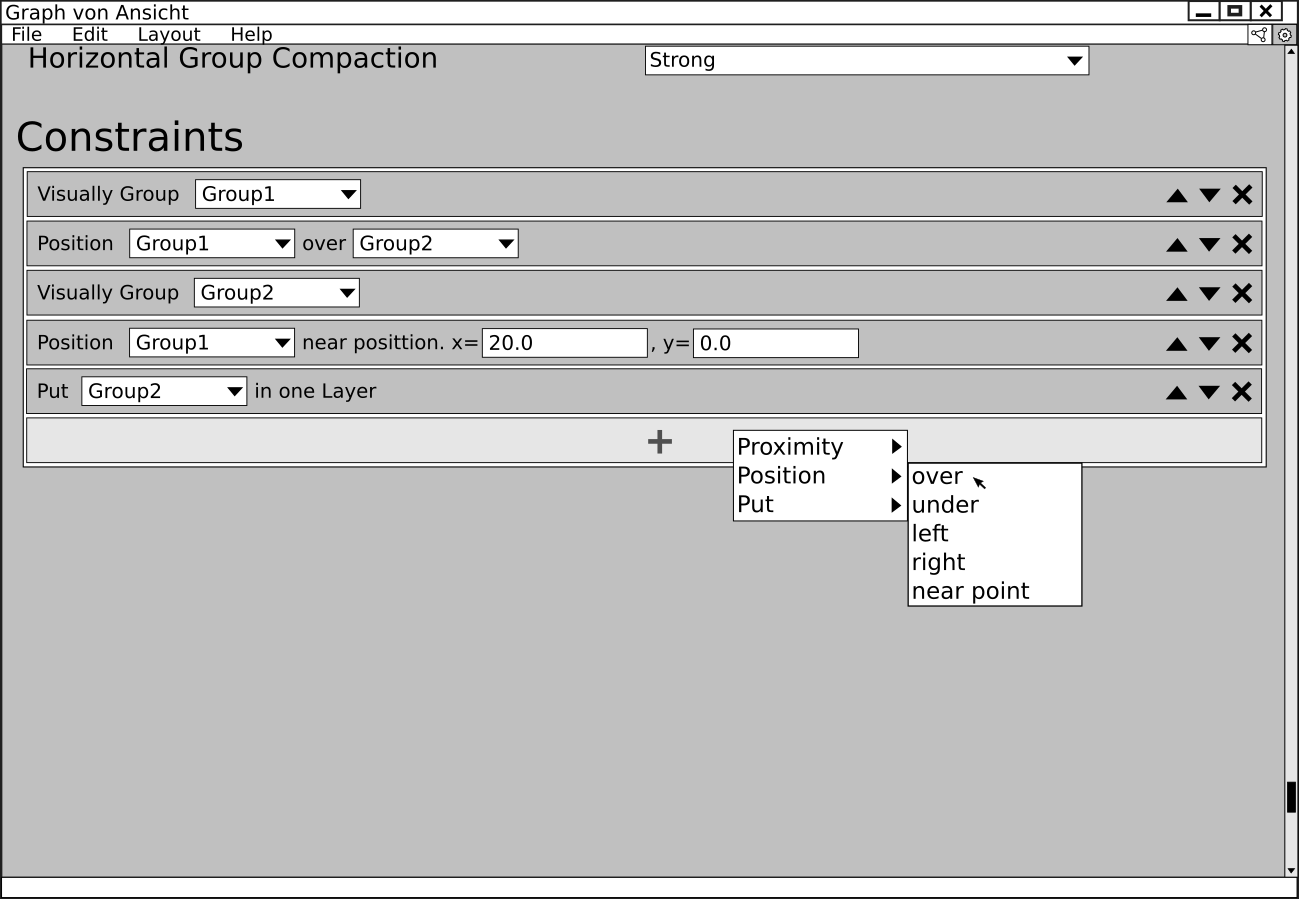 Graph von Ansicht
File Edit Layout Help
Horizontal Group Compaction Strong
Constraints
Visually Group Group1
Position Group1 over Group2
Visually Group Group2
Position Group1 near posittion. x= 20.0 , y= 0.0
Put Group2 in one Layer
+
Proximity
Position
Put
over
under
left
right
near point